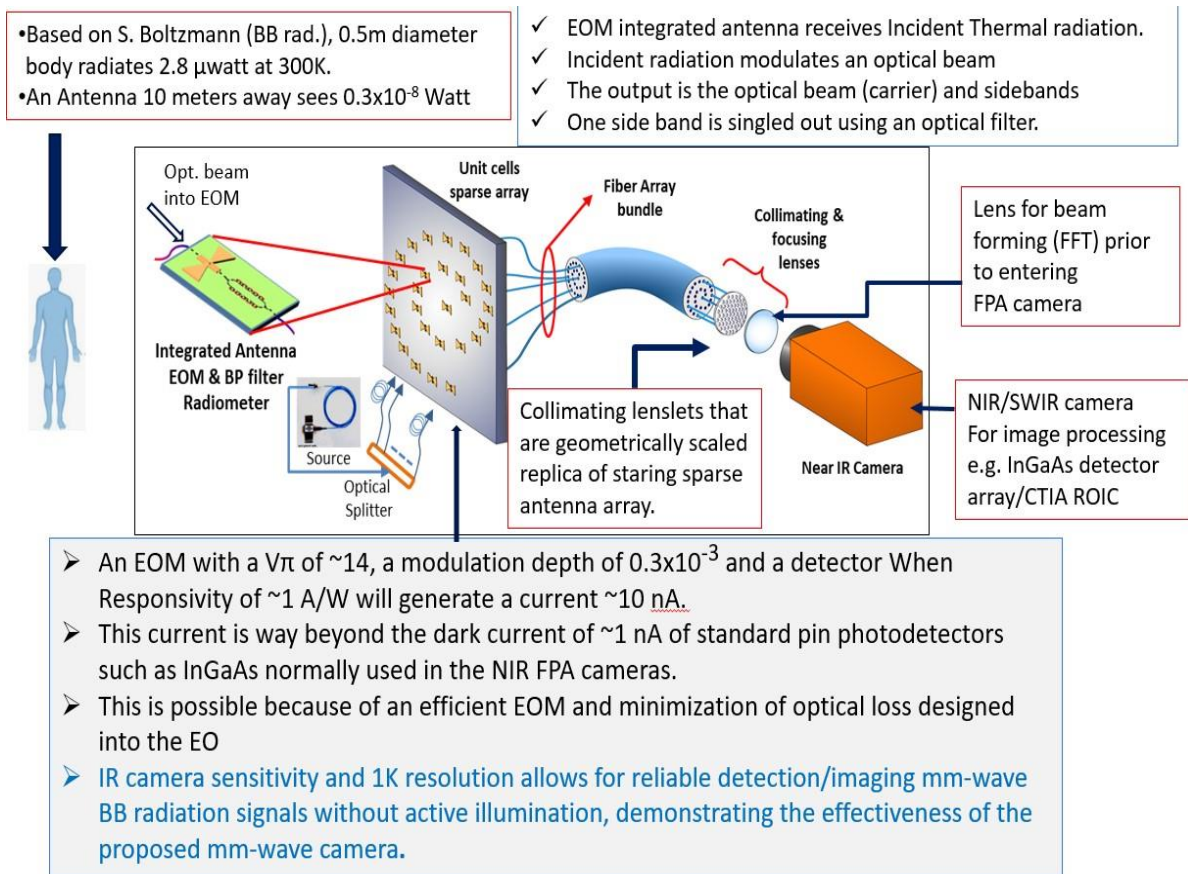 •Based on S. Boltzmann (BB rad.), 0.5m diameter
body radiates 2.8 µwatt at 300K.
•An Antenna 10 meters away sees 0.3x10⁻⁸ Watt
✓ EOM integrated antenna receives Incident Thermal radiation.
✓ Incident radiation modulates an optical beam
✓ The output is the optical beam (carrier) and sidebands
✓ One side band is singled out using an optical filter.
Opt. beam
into EOM
Unit cells
sparse array
Fiber Array
bundle
Collimating &
focusing
lenses
Lens for beam
forming (FFT) prior
to entering
FPA camera
Integrated Antenna
EOM & BP filter
Radiometer
Source
Optical
Splitter
Collimating lenslets that
are geometrically scaled
replica of staring sparse
antenna array.
Near IR Camera
NIR/SWIR camera
For image processing
e.g. InGaAs detector
array/CTIA ROIC
➤ An EOM with a Vπ of ~14, a modulation depth of 0.3x10⁻³ and a detector When
Responsivity of ~1 A/W will generate a current ~10 nA.
➤ This current is way beyond the dark current of ~1 nA of standard pin photodetectors
such as InGaAs normally used in the NIR FPA cameras.
➤ This is possible because of an efficient EOM and minimization of optical loss designed
into the EO
➤ IR camera sensitivity and 1K resolution allows for reliable detection/imaging mm-wave
BB radiation signals without active illumination, demonstrating the effectiveness of the
proposed mm-wave camera.